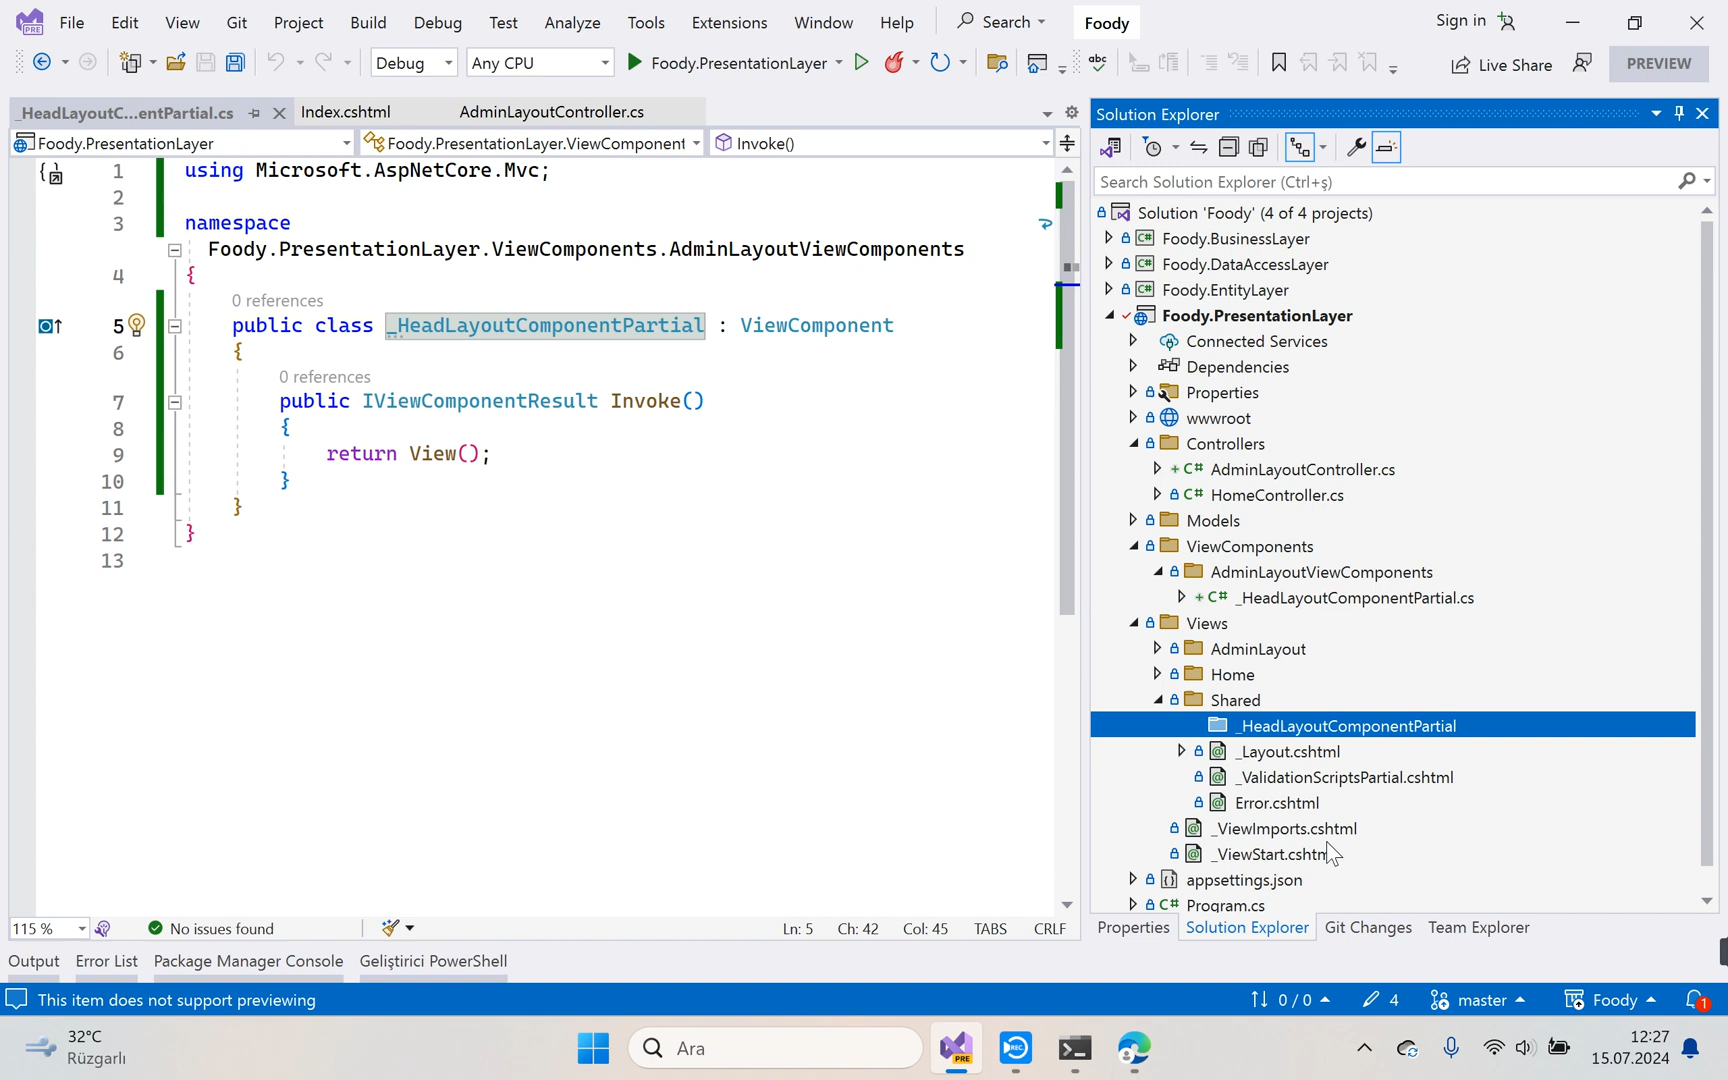 File Edit View Git Project Build Debug Test Analyze Tools Extensions Window Help Search Foody Sign in
Debug Any CPU Foody.PresentationLayer Live Share PREVIEW
_HeadLayoutC...entPartial.cs Index.cshtml AdminLayoutController.cs
Foody.PresentationLayer Foody.PresentationLayer.ViewComponent Invoke()
1 using Microsoft.AspNetCore.Mvc;
2
3 namespace
Foody.PresentationLayer.ViewComponents.AdminLayoutViewComponents
4 {
0 references
5 public class _HeadLayoutComponentPartial : ViewComponent
6 {
0 references
7 public IViewComponentResult Invoke()
8 {
9 return View();
10 }
11 }
12 }
13
115 % No issues found Ln: 5 Ch: 42 Col: 45 TABS CRLF
Solution Explorer
Search Solution Explorer (Ctrl+ş)
Solution 'Foody' (4 of 4 projects)
Foody.BusinessLayer
Foody.DataAccessLayer
Foody.EntityLayer
Foody.PresentationLayer
Connected Services
Dependencies
Properties
wwwroot
Controllers
AdminLayoutController.cs
HomeController.cs
Models
ViewComponents
AdminLayoutViewComponents
_HeadLayoutComponentPartial.cs
Views
AdminLayout
Home
Shared
_HeadLayoutComponentPartial
_Layout.cshtml
_ValidationScriptsPartial.cshtml
Error.cshtml
_ViewImports.cshtml
_ViewStart.cshtml
appsettings.json
Program.cs
Properties Solution Explorer Git Changes Team Explorer
Output Error List Package Manager Console Geliştirici PowerShell
This item does not support previewing 0 / 0 4 master Foody 1
32°C
Rüzgarlı
Ara
PRE
REC
12:27
15.07.2024